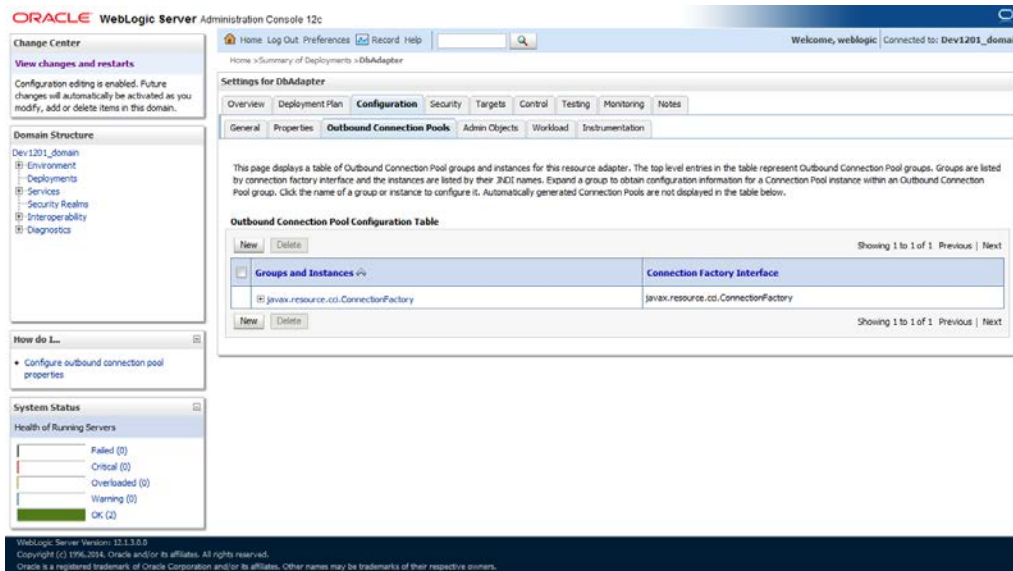 ORACLE WebLogic Server Administration Console 12c
Change Center
View changes and restarts
Configuration editing is enabled. Future
changes will automatically be activated as you
modify, add or delete items in this domain.
Domain Structure
Dev1201_domain
Environment
Deployments
Services
Security Realms
Interoperability
Diagnostics
How do I...
Configure outbound connection pool
properties
System Status
Health of Running Servers
Failed (0)
Critical (0)
Overloaded (0)
Warning (0)
OK (2)
Home Log Out Preferences Record Help
Welcome, weblogic Connected to: Dev1201_domai
Home >Summary of Deployments >DbAdapter
Settings for DbAdapter
Overview Deployment Plan Configuration Security Targets Control Testing Monitoring Notes
General Properties Outbound Connection Pools Admin Objects Workload Instrumentation
This page displays a table of Outbound Connection Pool groups and instances for this resource adapter. The top level entries in the table represent Outbound Connection Pool groups. Groups are listed
by connection factory interface and the instances are listed by their JNDI names. Expand a group to obtain configuration information for a Connection Pool instance within an Outbound Connection
Pool group. Click the name of a group or instance to configure it. Automatically generated Connection Pools are not displayed in the table below.
Outbound Connection Pool Configuration Table
New Delete Showing 1 to 1 of 1 Previous | Next
Groups and Instances Connection Factory Interface
javax.resource.cci.ConnectionFactory javax.resource.cci.ConnectionFactory
New Delete Showing 1 to 1 of 1 Previous | Next
WebLogic Server Version: 12.1.3.0.0
Copyright (c) 1996,2014, Oracle and/or its affiliates. All rights reserved.
Oracle is a registered trademark of Oracle Corporation and/or its affiliates. Other names may be trademarks of their respective owners.